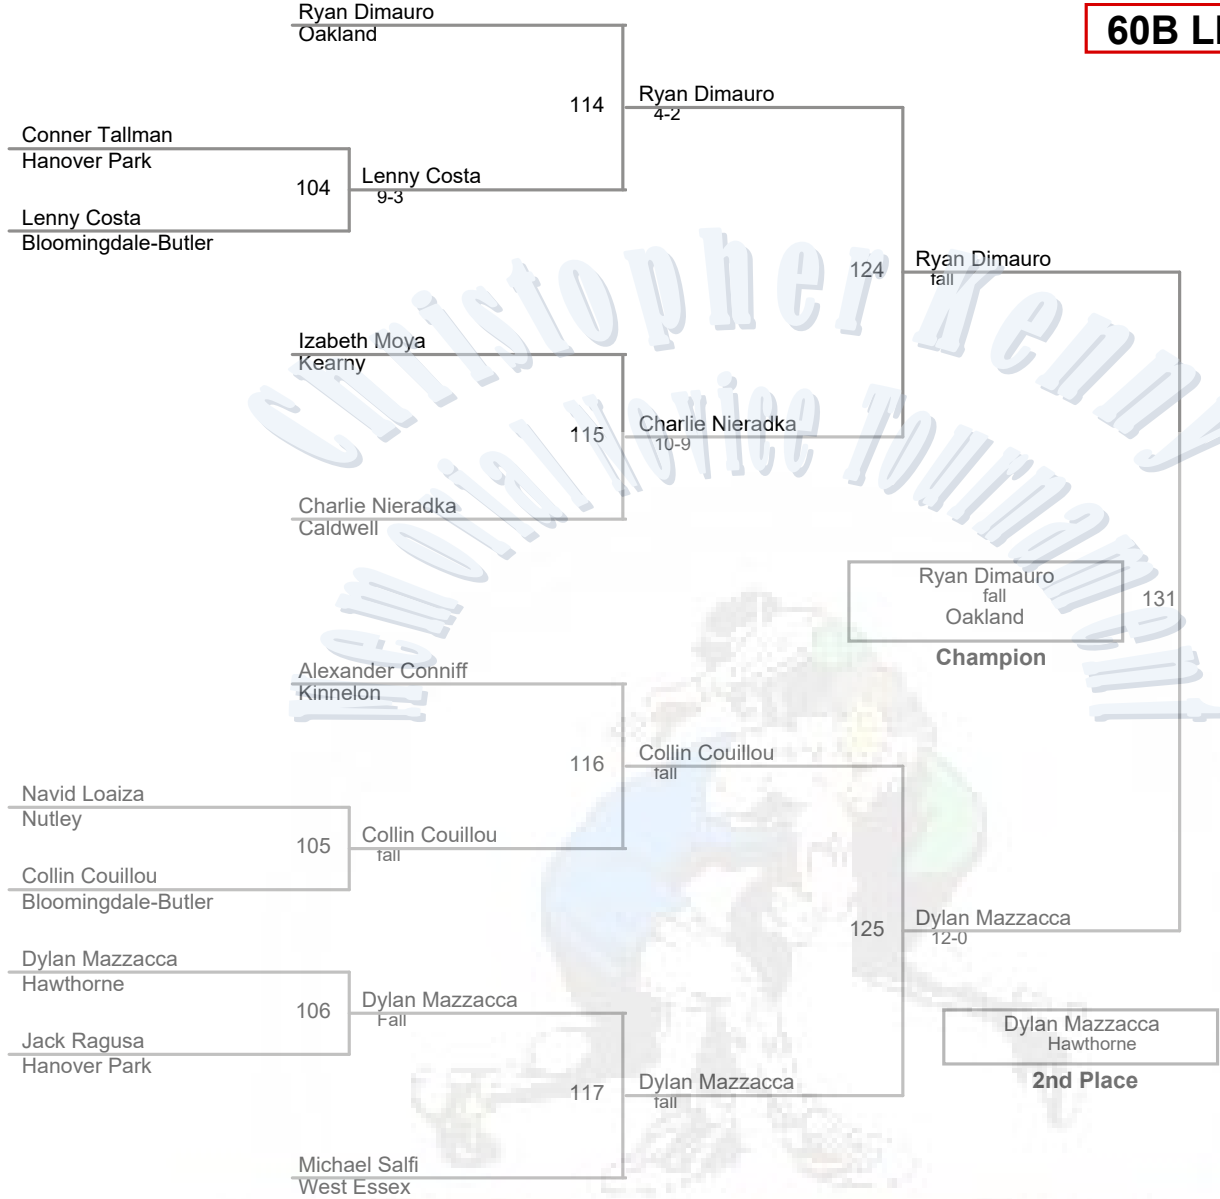 Ryan Dimauro
Oakland
60B
114
Ryan Dimauro
4-2
Conner Tallman
Hanover Park
104
Lenny Costa
9-3
Lenny Costa
Bloomingdale-Butler
124
Ryan Dimauro
fall
Christopher Kenny
Memorial Novice Tournament
Izabeth Moya
Kearny
115
Charlie Nieradka
10-9
Charlie Nieradka
Caldwell
Ryan Dimauro
fall
Oakland
131
Champion
Alexander Conniff
Kinnelon
116
Collin Couillou
fall
Navid Loaiza
Nutley
105
Collin Couillou
fall
Collin Couillou
Bloomingdale-Butler
125
Dylan Mazzacca
12-0
Dylan Mazzacca
Hawthorne
106
Dylan Mazzacca
Fall
Jack Ragusa
Hanover Park
Dylan Mazzacca
Hawthorne
2nd Place
117
Dylan Mazzacca
fall
Michael Salfi
West Essex